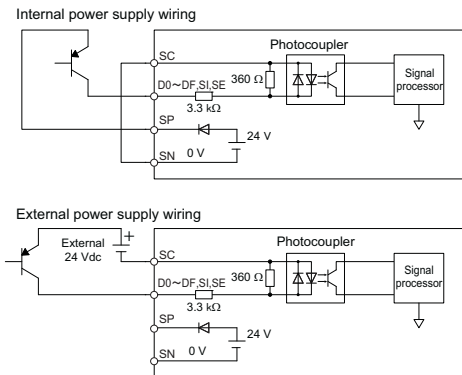 Internal power supply wiring
SC
Photocoupler
D0～DF,SI,SE
360 Ω
3.3 kΩ
Signal
processor
SP
24 V
SN
0 V
External power supply wiring
External
24 Vdc
+
SC
Photocoupler
D0～DF,SI,SE
360 Ω
3.3 kΩ
Signal
processor
SP
24 V
SN
0 V